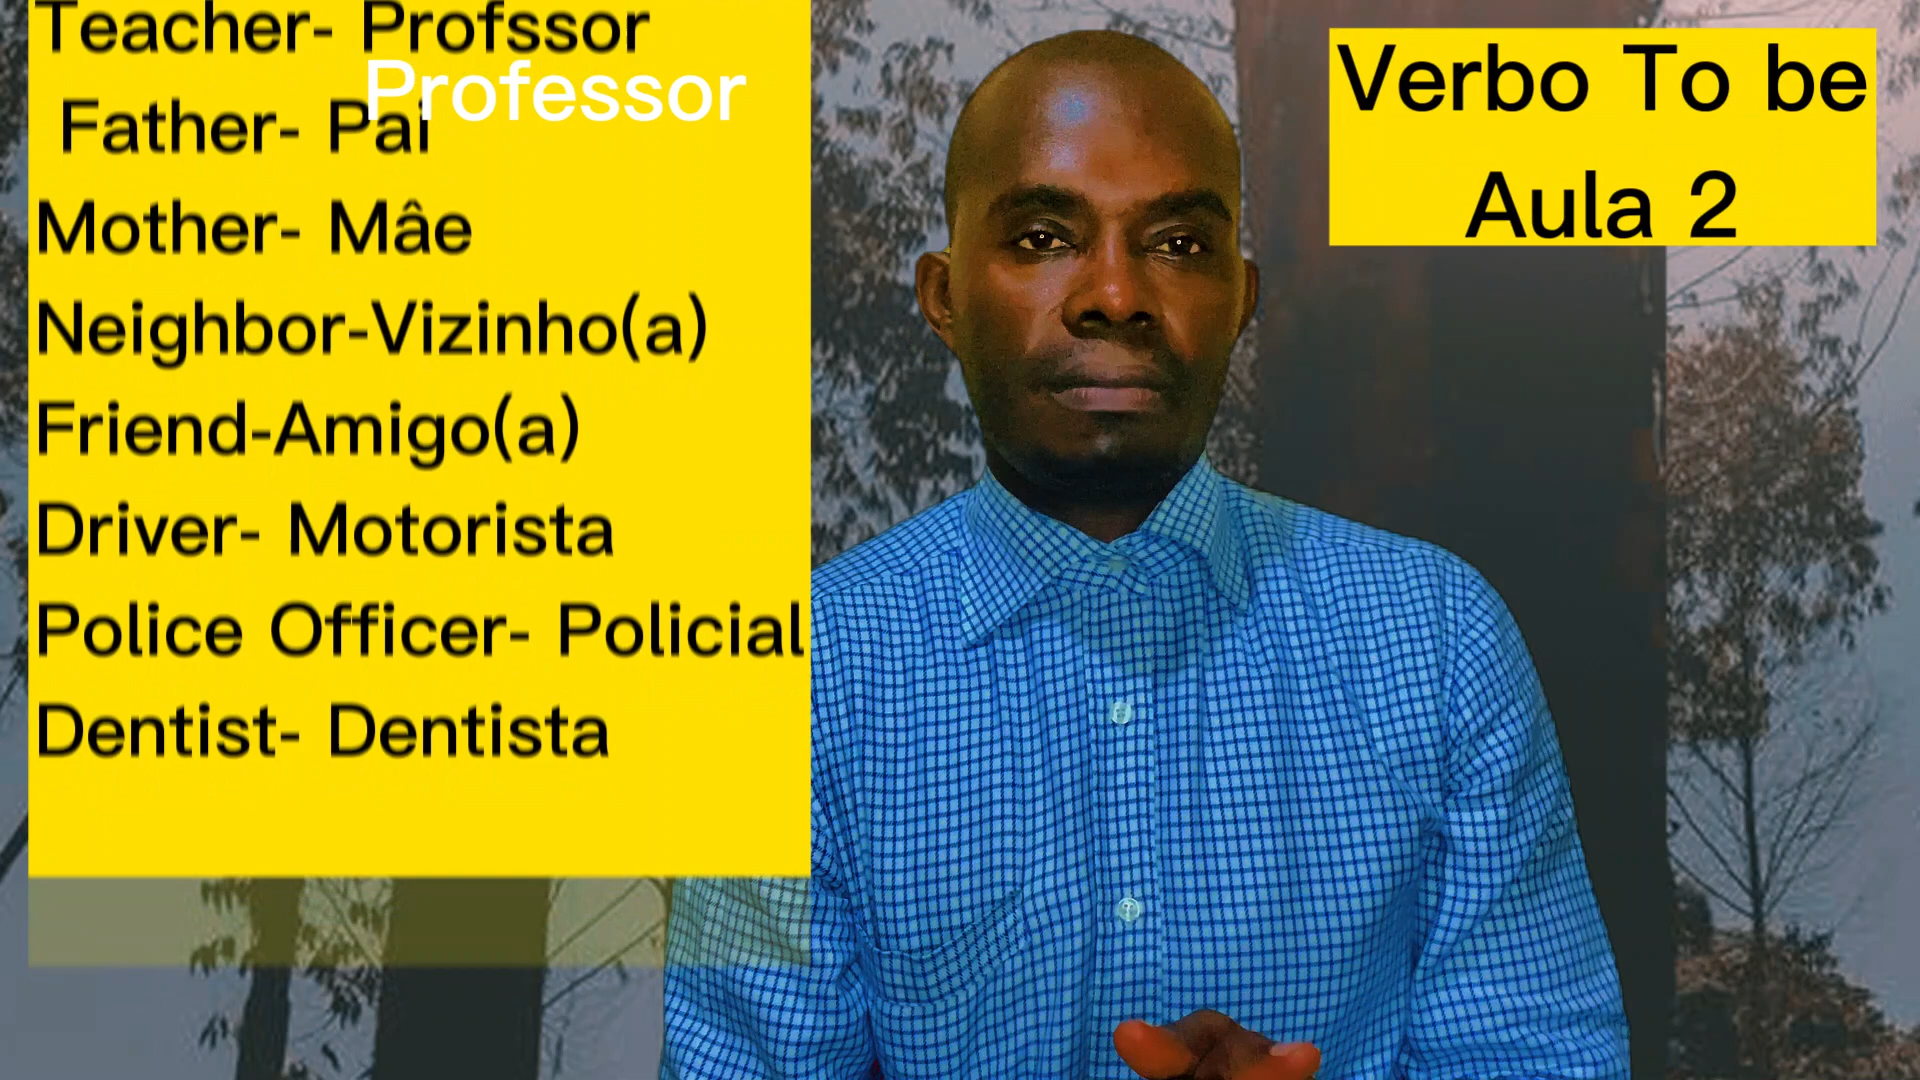 Teacher- Profssor
Professor
Father- Pai
Mother- Mâe
Neighbor-Vizinho(a)
Friend-Amigo(a)
Driver- Motorista
Police Officer- Policial
Dentist- Dentista
Verbo To be
Aula 2